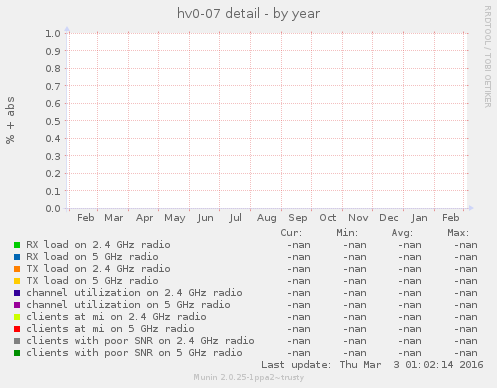 hv0-07 detail - by year
RRDTOOL / TOBI OETIKER
% + abs
1.0
0.9
0.8
0.7
0.6
0.5
0.4
0.3
0.2
0.1
0.0
Feb Mar Apr May Jun Jul Aug Sep Oct Nov Dec Jan Feb
Cur: Min: Avg: Max:
RX load on 2.4 GHz radio -nan -nan -nan -nan
RX load on 5 GHz radio -nan -nan -nan -nan
TX load on 2.4 GHz radio -nan -nan -nan -nan
TX load on 5 GHz radio -nan -nan -nan -nan
channel utilization on 2.4 GHz radio -nan -nan -nan -nan
channel utilization on 5 GHz radio -nan -nan -nan -nan
clients at mi on 2.4 GHz radio -nan -nan -nan -nan
clients at mi on 5 GHz radio -nan -nan -nan -nan
clients with poor SNR on 2.4 GHz radio -nan -nan -nan -nan
clients with poor SNR on 5 GHz radio -nan -nan -nan -nan
Last update: Thu Mar 3 01:02:14 2016
Munin 2.0.25-1ppa2~trusty